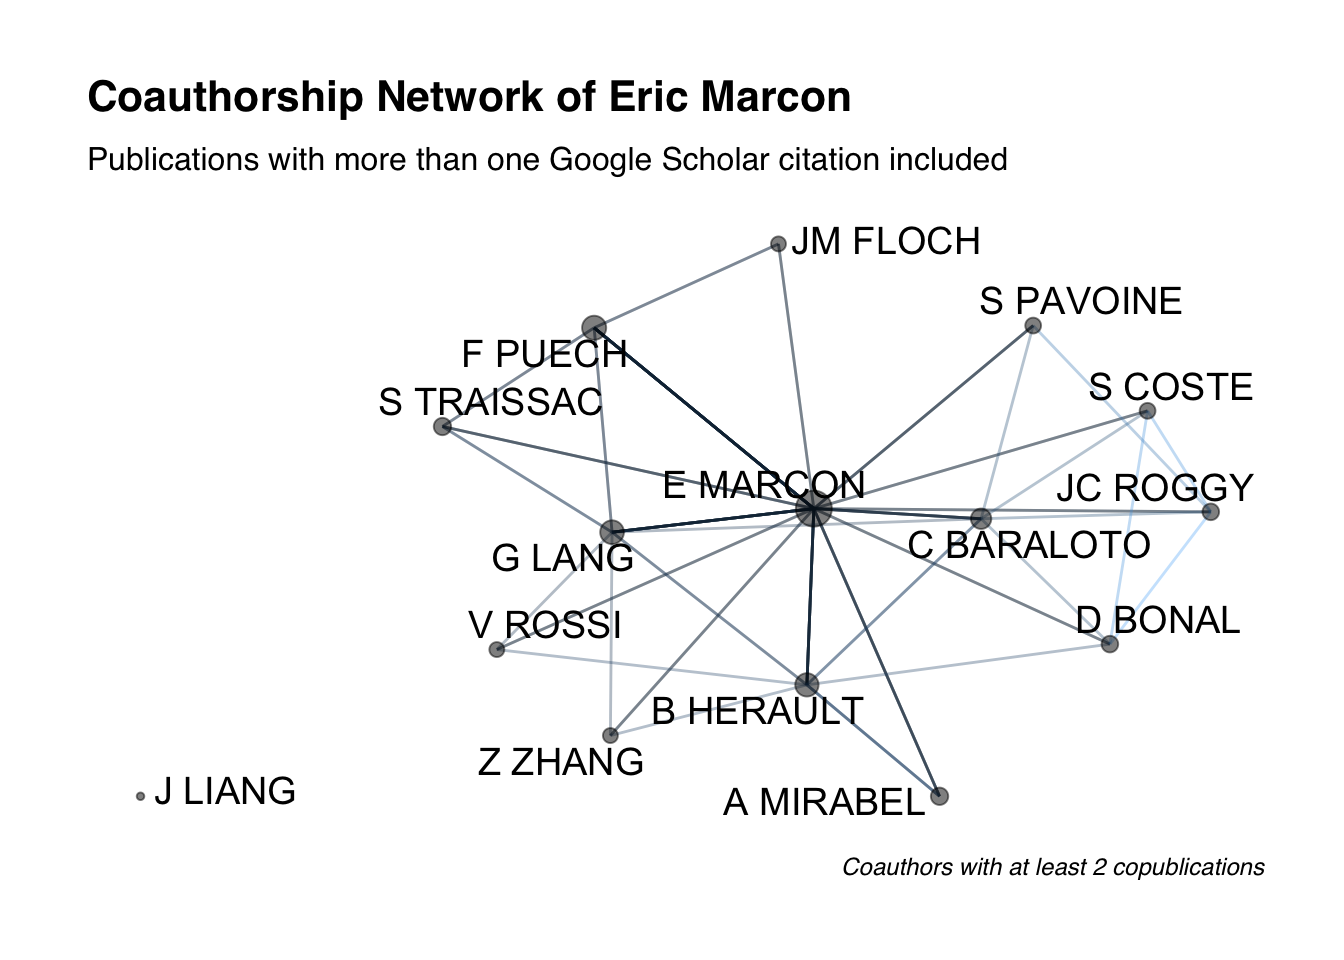 Coauthorship Network of Eric Marcon
Publications with more than one Google Scholar citation included
JM FLOCH
S PAVOINE
F PUECH
S COSTE
S TRAISSAC
E MARCON
JC ROGGY
G LANG
C BARALOTO
V ROSSI
D BONAL
B HERAULT
Z ZHANG
J LIANG
A MIRABEL
Coauthors with at least 2 copublications